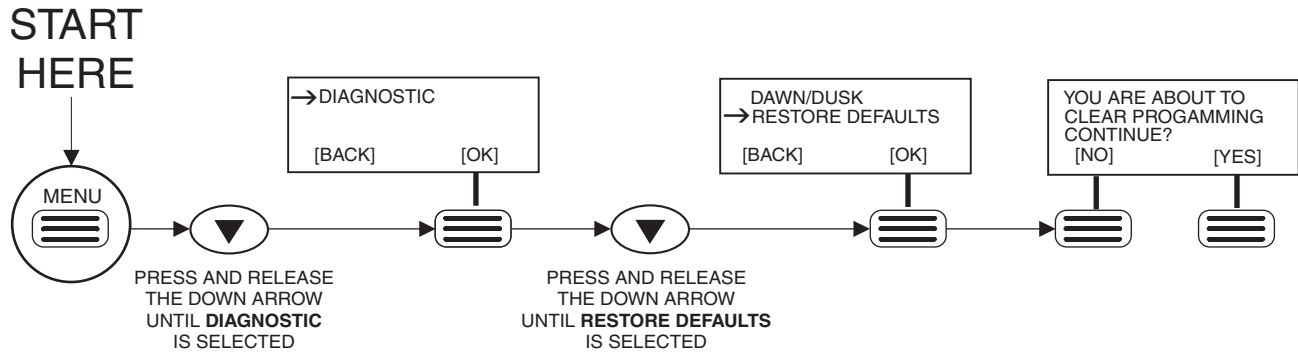 START
HERE
MENU
PRESS AND RELEASE
THE DOWN ARROW
UNTIL DIAGNOSTIC
IS SELECTED
→DIAGNOSTIC
[BACK] [OK]
PRESS AND RELEASE
THE DOWN ARROW
UNTIL RESTORE DEFAULTS
IS SELECTED
DAWN/DUSK
→RESTORE DEFAULTS
[BACK] [OK]
YOU ARE ABOUT TO
CLEAR PROGAMMING
CONTINUE?
[NO] [YES]